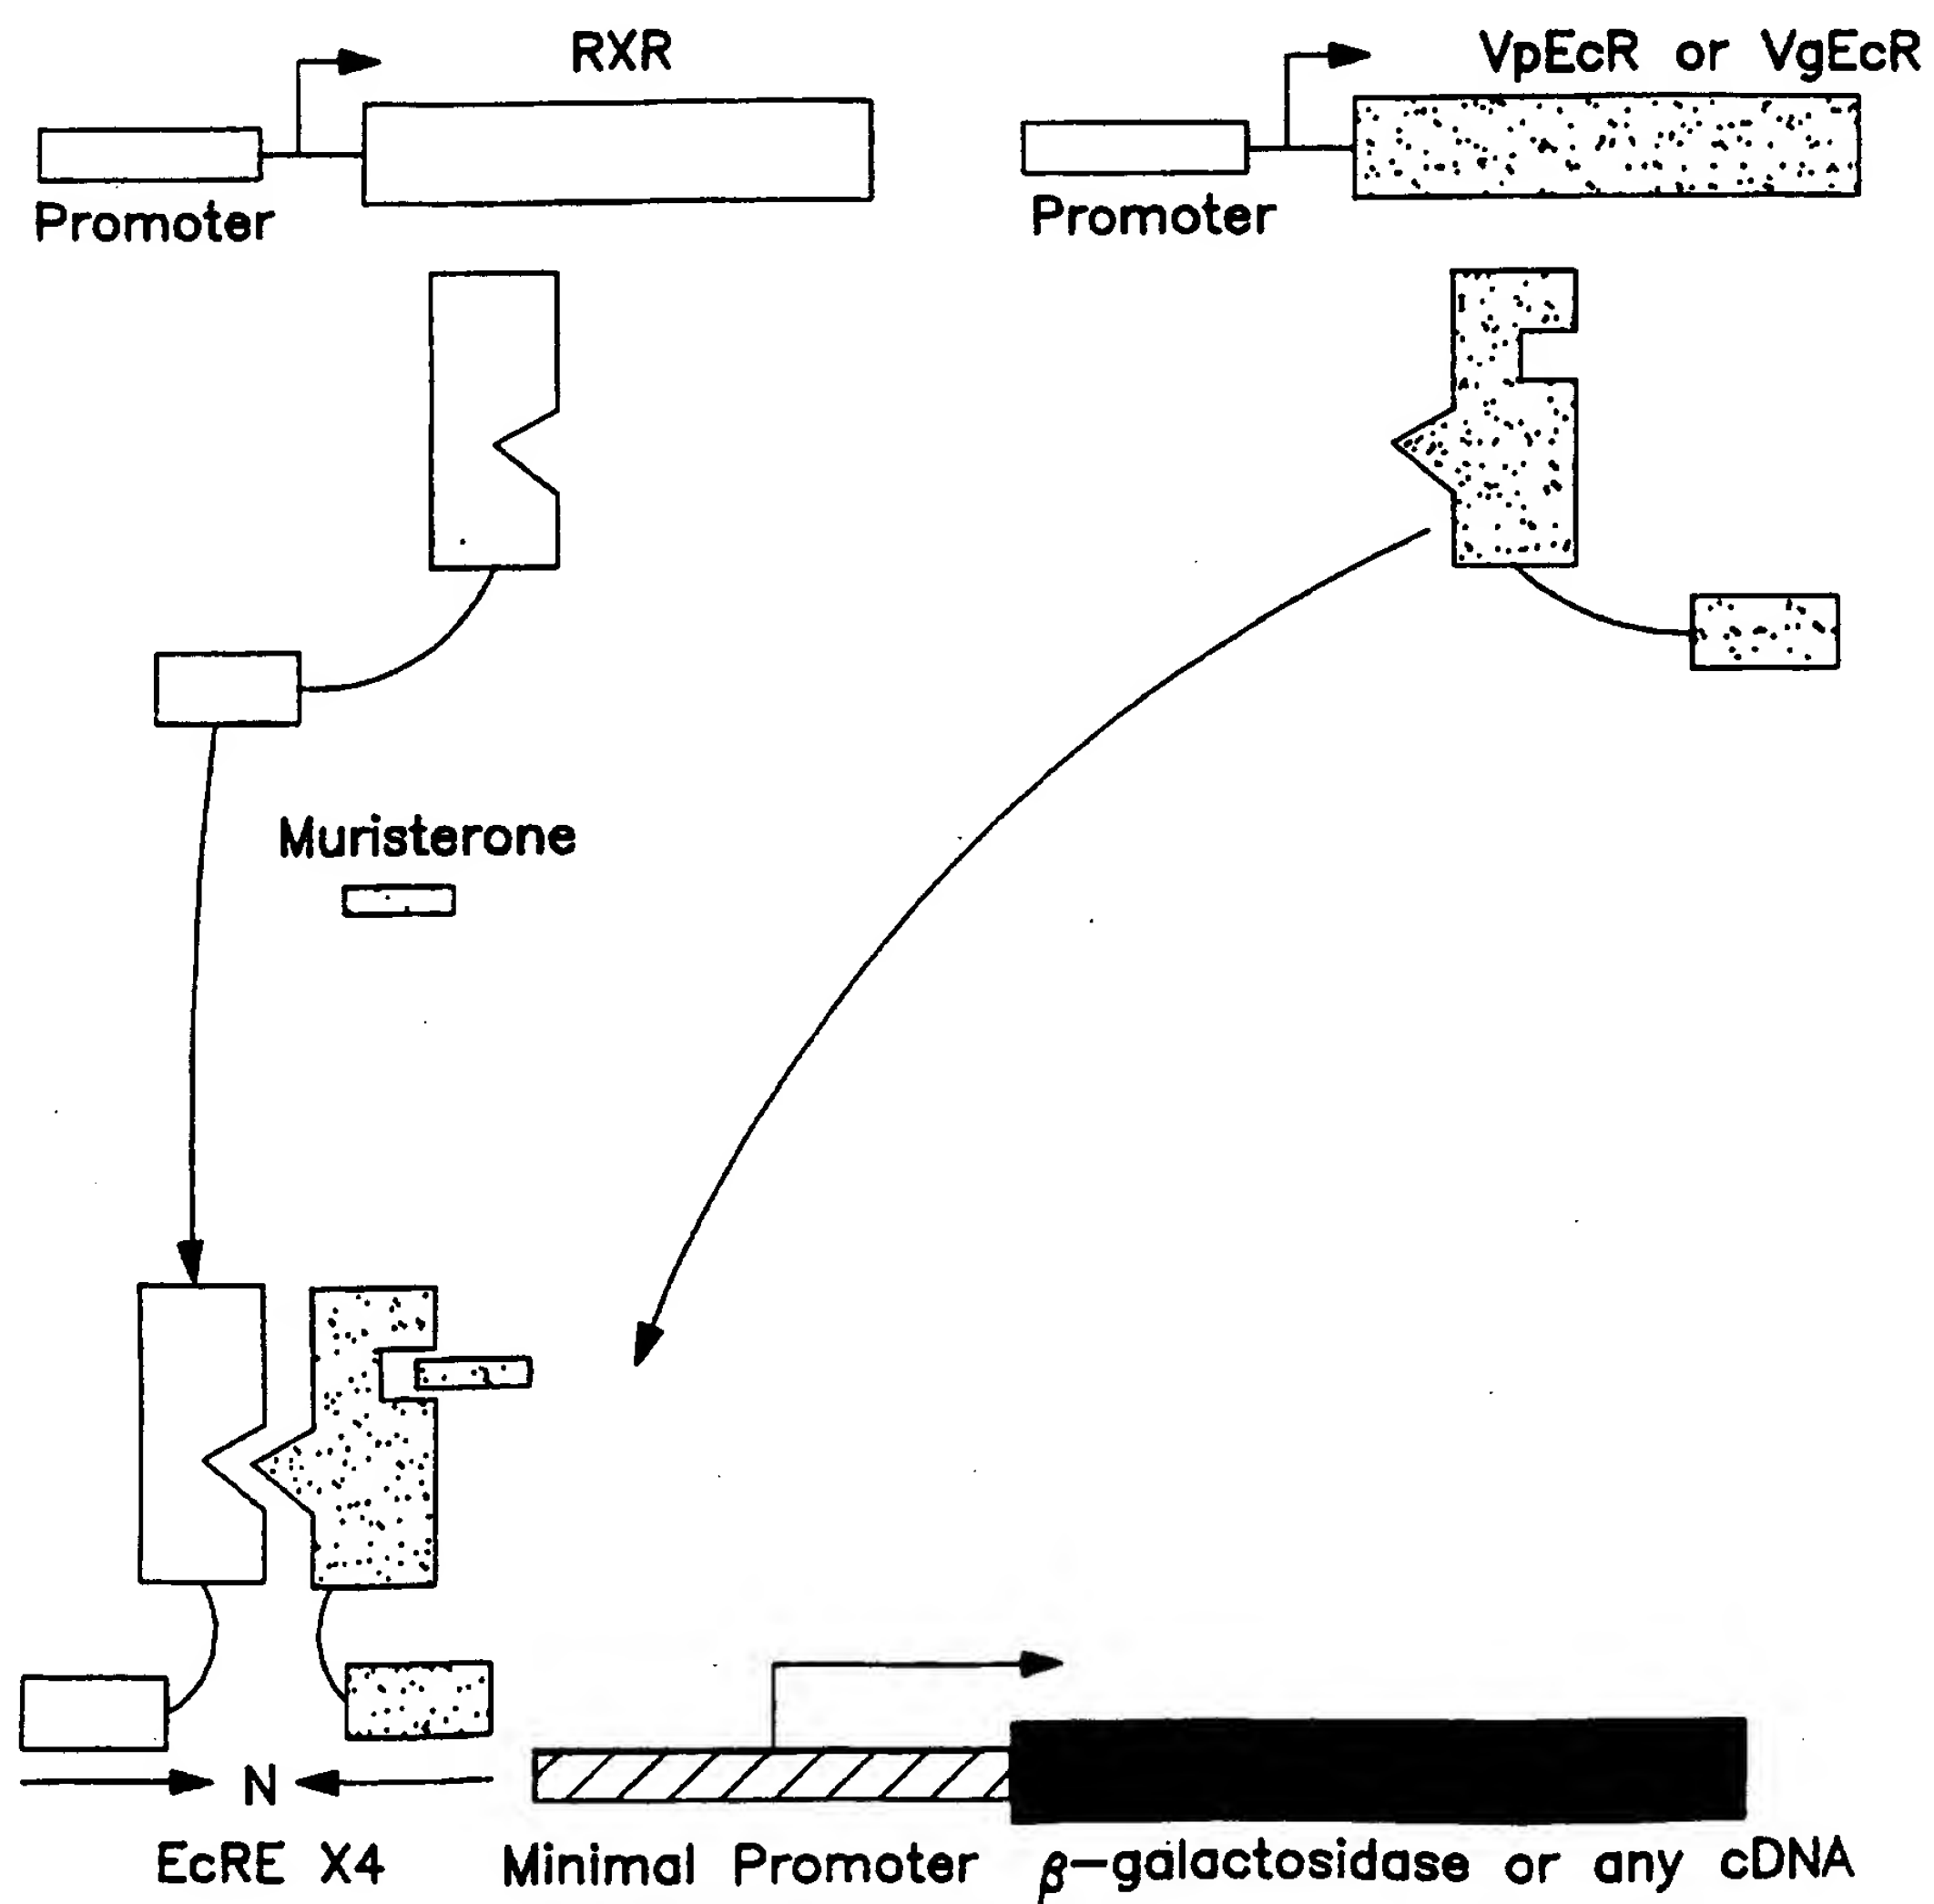 RXR
VpEcR or VgEcR
Promoter
Promoter
Muristerone
N
EcRE X4
Minimal Promoter
β-galactosidase or any cDNA